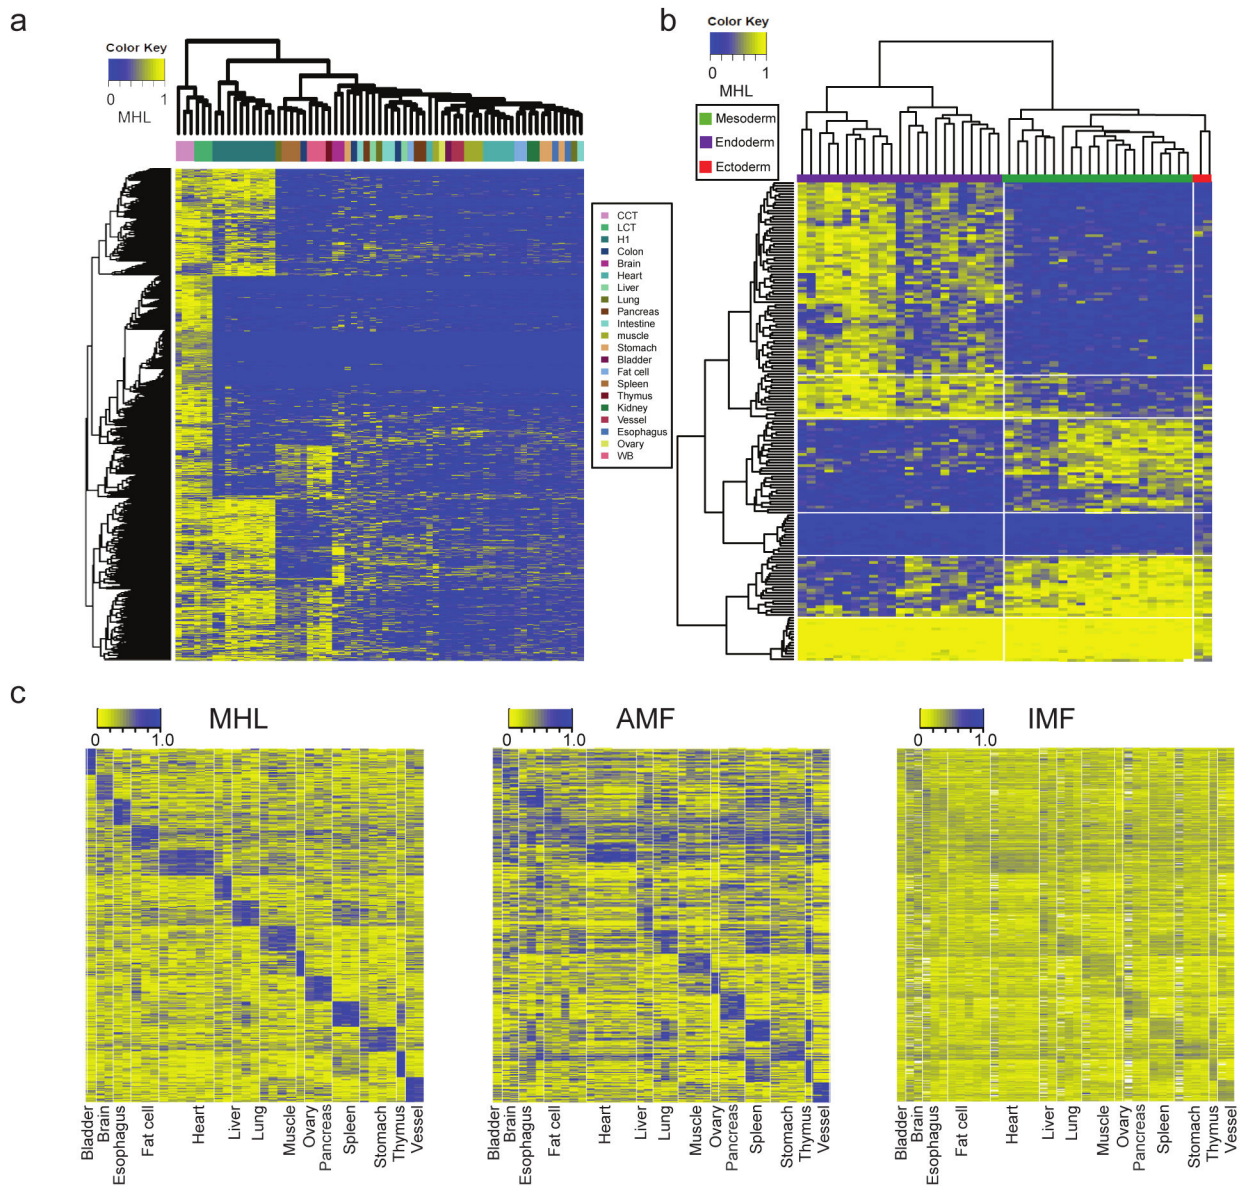 a
Color Key
0 1
MHL
CCT
LCT
H1
Colon
Brain
Heart
Liver
Lung
Pancreas
Intestine
muscle
Stomach
Bladder
Fat cell
Spleen
Thymus
Kidney
Vessel
Esophagus
Ovary
WB
b
Color Key
0 1
MHL
Mesoderm
Endoderm
Ectoderm
c
0 1.0
MHL
Bladder
Brain
Esophagus
Fat cell
Heart
Liver
Lung
Muscle
Ovary
Pancreas
Spleen
Stomach
Thymus
Vessel
0 1.0
AMF
Bladder
Brain
Esophagus
Fat cell
Heart
Liver
Lung
Muscle
Ovary
Pancreas
Spleen
Stomach
Thymus
Vessel
0 1.0
IMF
Bladder
Brain
Esophagus
Fat cell
Heart
Liver
Lung
Muscle
Ovary
Pancreas
Spleen
Stomach
Thymus
Vessel